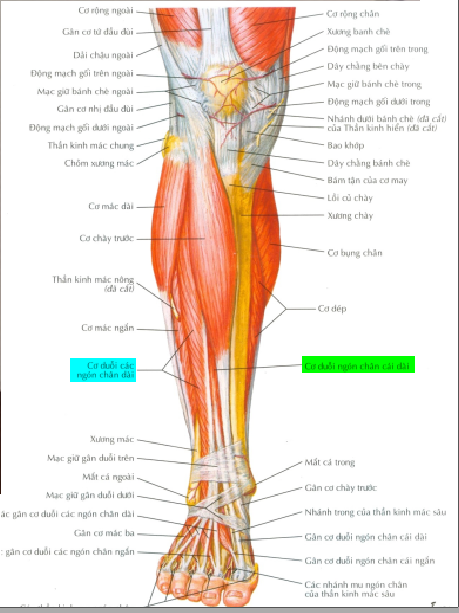 Cơ rộng ngoài
Gân cơ tứ đầu đùi
Dải chậu ngoài
Động mạch gối trên ngoài
Mạc giữ bánh chè ngoài
Gân cơ nhị đầu đùi
Động mạch gối dưới ngoài
Thần kinh mác chung
Chỏm xương mác
Cơ mác dài
Cơ chày trước
Thần kinh mác nông
(đã cắt)
Cơ mác ngắn
Cơ duỗi các
ngón chân dài
Xương mác
Mạc giữ gân duỗi trên
Mắt cá ngoài
Mạc giữ gân duỗi dưới
ác gân cơ duỗi các ngón chân dài
Gân cơ mác ba
: gân cơ duỗi các ngón chân ngắn
Cơ rộng chân
Xương bánh chè
Động mạch gối trên trong
Dây chằng bên chày
Mạc giữ bánh chè trong
Động mạch gối dưới trong
Nhánh dưới bánh chè (đã cắt)
của Thần kinh hiển (đã cắt)
Bao khớp
Dây chằng bánh chè
Bám tận của cơ may
Lồi củ chày
Xương chày
Cơ bụng chân
Cơ dép
Cơ duỗi ngón chân cái dài
Mắt cá trong
Gân cơ chày trước
Nhánh trong của thần kinh mác sâu
Gân cơ duỗi ngón chân cái dài
Gân cơ duỗi ngón chân cái ngắn
Các nhánh mu ngón chân
của thần kinh mác sâu